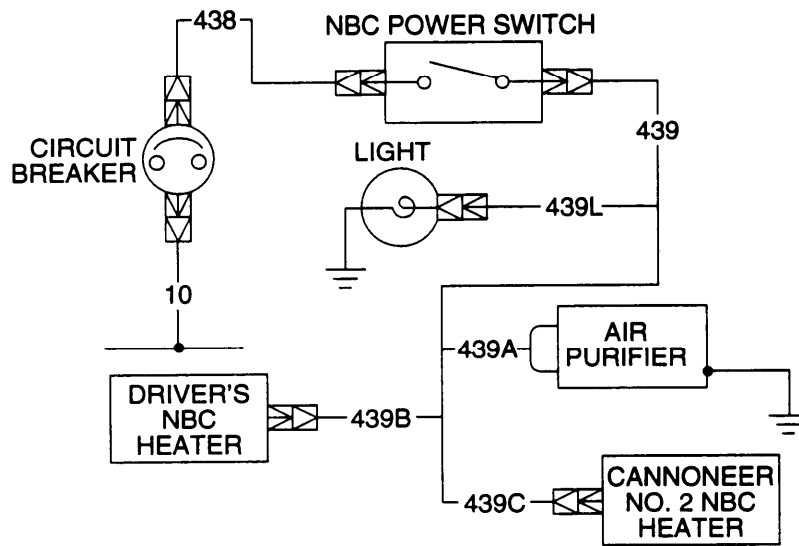 438
NBC POWER SWITCH
439
CIRCUIT
BREAKER
LIGHT
439L
10
439A
AIR
PURIFIER
DRIVER'S
NBC
HEATER
439B
439C
CANNONEER
NO. 2 NBC
HEATER